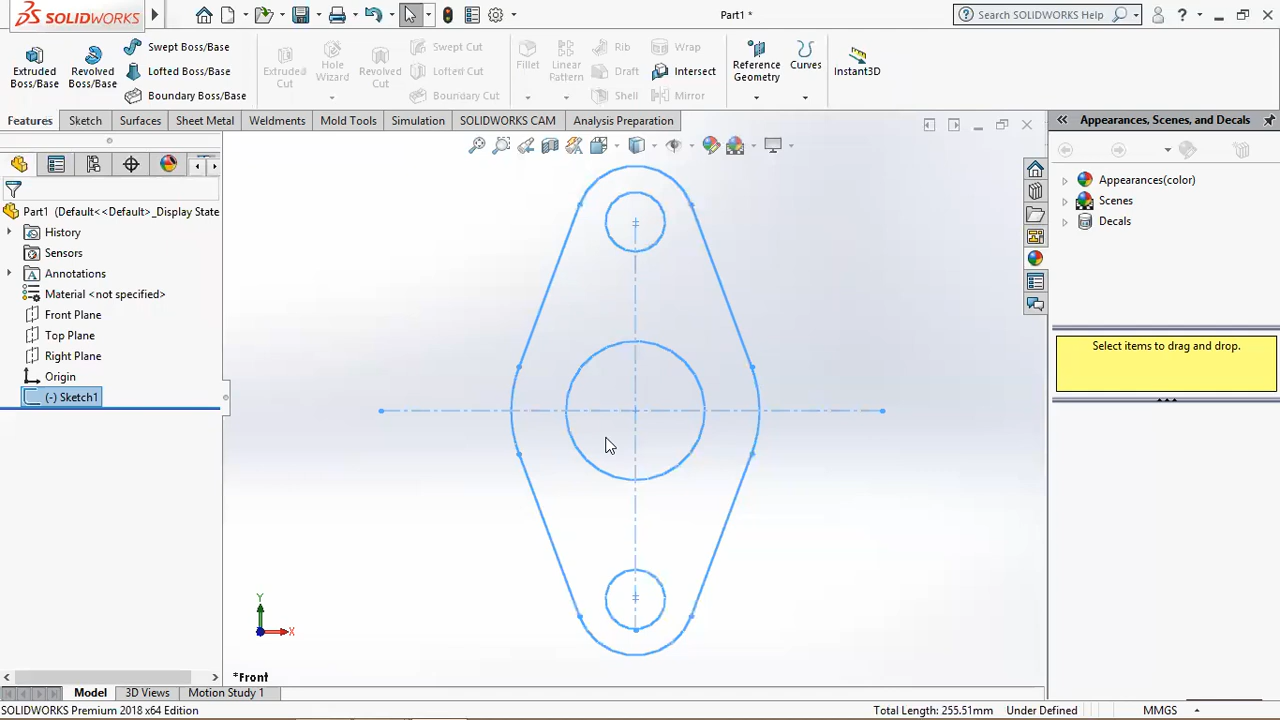 SOLIDWORKS
Part1 *
Search SOLIDWORKS Help
Extruded Boss/Base
Revolved Boss/Base
Swept Boss/Base
Lofted Boss/Base
Boundary Boss/Base
Extruded Cut
Hole Wizard
Revolved Cut
Swept Cut
Lofted Cut
Boundary Cut
Fillet
Linear Pattern
Rib
Draft
Shell
Wrap
Intersect
Mirror
Reference Geometry
Curves
Instant3D
Features
Sketch
Surfaces
Sheet Metal
Weldments
Mold Tools
Simulation
SOLIDWORKS CAM
Analysis Preparation
Part1 (Default<<Default>_Display State
History
Sensors
Annotations
Material <not specified>
Front Plane
Top Plane
Right Plane
Origin
(-) Sketch1
Y
X
*Front
Appearances, Scenes, and Decals
Appearances(color)
Scenes
Decals
Select items to drag and drop.
Model
3D Views
Motion Study 1
SOLIDWORKS Premium 2018 x64 Edition
Total Length: 255.51mm
Under Defined
MMGS